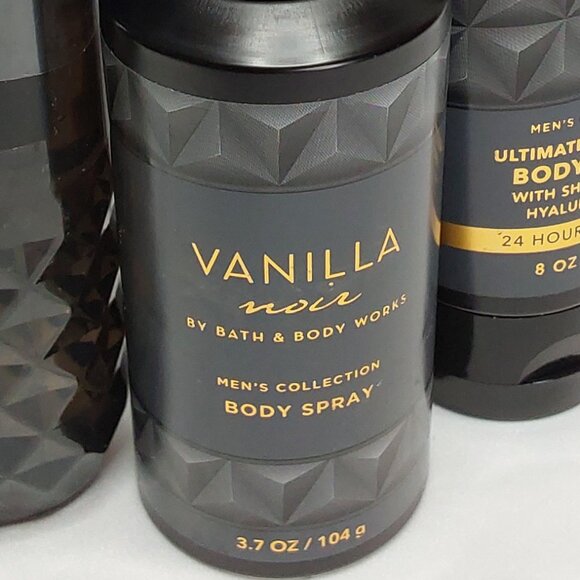 VANILLA
noir
BY BATH & BODY WORKS
MEN'S COLLECTION
BODY SPRAY
3.7 OZ / 104 g
MEN'S
ULTIMATE
BODY
WITH SH
HYALU
24 HOUR
8 OZ